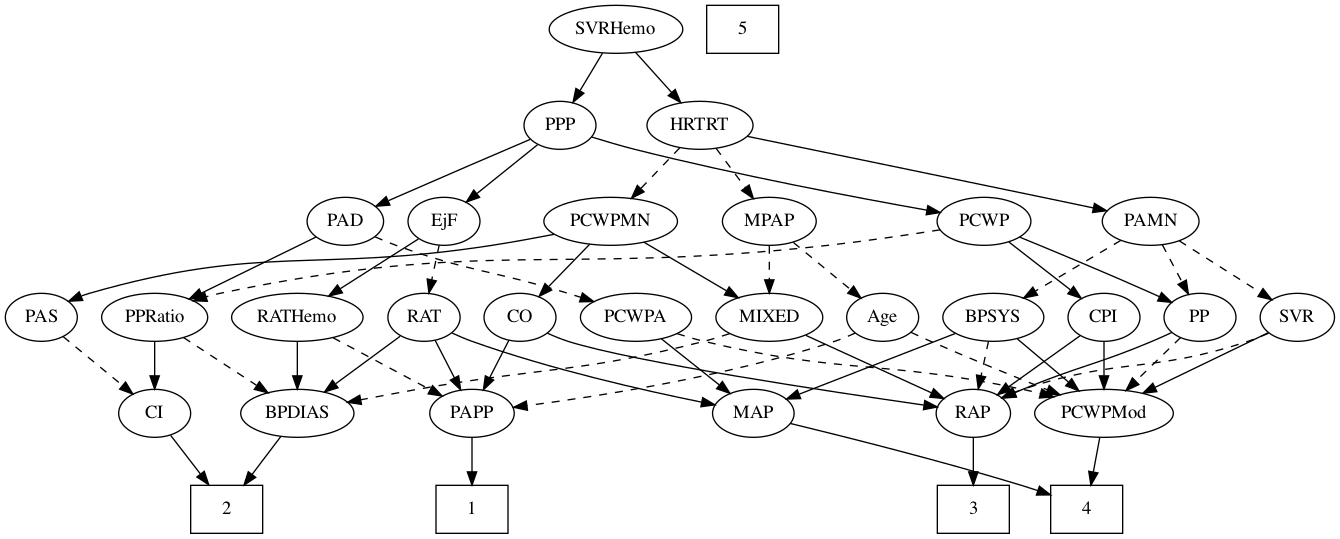 SVRHemo 5
PPP HRTRT
PAD EjF PCWPMN MPAP PCWP PAMN
PAS PPRatio RATHemo RAT CO PCWPA MIXED Age BPSYS CPI PP SVR
CI BPDIAS PAPP MAP RAP PCWPMod
2 1 3 4